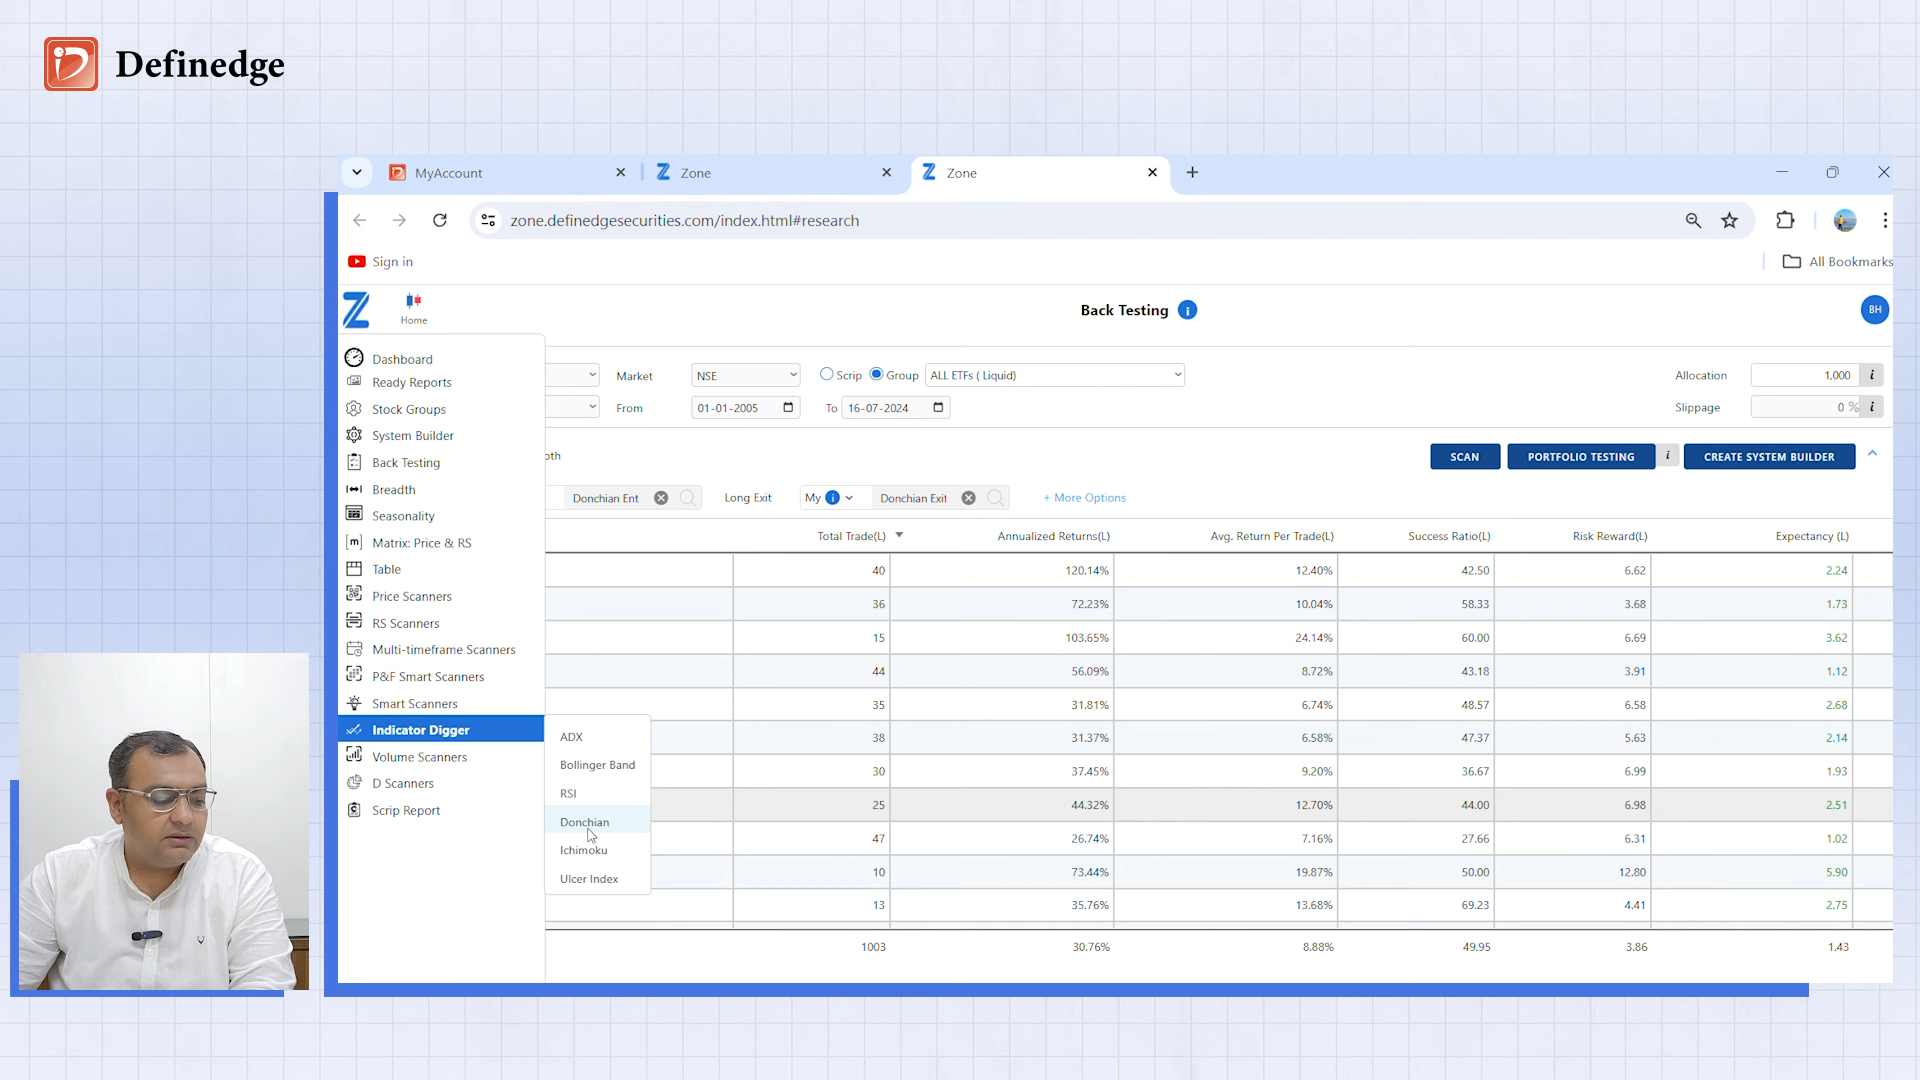 Definedge
MyAccount
Zone
Zone
zone.definedgesecurities.com/index.html#research
Sign in
All Bookmarks
Home
Back Testing i
BH
Market NSE Scrip Group ALL ETFs ( Liquid) Allocation 1,000 i
From 01-01-2005 To 16-07-2024 Slippage 0 % i
oth SCAN PORTFOLIO TESTING i CREATE SYSTEM BUILDER
Donchian Ent Long Exit My i Donchian Exit + More Options
Dashboard
Ready Reports
Stock Groups
System Builder
Back Testing
Breadth
Seasonality
Matrix: Price & RS
Table
Price Scanners
RS Scanners
Multi-timeframe Scanners
P&F Smart Scanners
Smart Scanners
Indicator Digger
Volume Scanners
D Scanners
Scrip Report
ADX
Bollinger Band
RSI
Donchian
Ichimoku
Ulcer Index
Total Trade(L) Annualized Returns(L) Avg. Return Per Trade(L) Success Ratio(L) Risk Reward(L) Expectancy (L)
40 120.14% 12.40% 42.50 6.62 2.24
36 72.23% 10.04% 58.33 3.68 1.73
15 103.65% 24.14% 60.00 6.69 3.62
44 56.09% 8.72% 43.18 3.91 1.12
35 31.81% 6.74% 48.57 6.58 2.68
38 31.37% 6.58% 47.37 5.63 2.14
30 37.45% 9.20% 36.67 6.99 1.93
25 44.32% 12.70% 44.00 6.98 2.51
47 26.74% 7.16% 27.66 6.31 1.02
10 73.44% 19.87% 50.00 12.80 5.90
13 35.76% 13.68% 69.23 4.41 2.75
1003 30.76% 8.88% 49.95 3.86 1.43